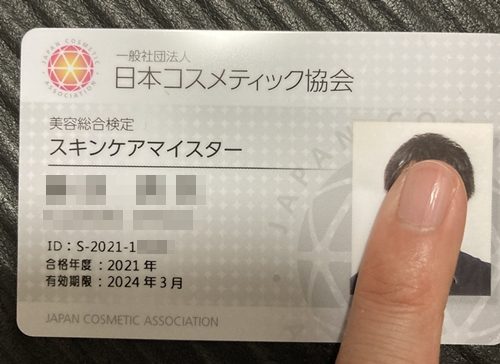 JAPAN COSMETIC ASSOCIATION
一般社団法人
日本コスメティック協会
美容総合検定
スキンケアマイスター
ID：S-2021-1
合格年度：2021年
有効期限：2024年3月
JAPAN COSMETIC ASSOCIATION